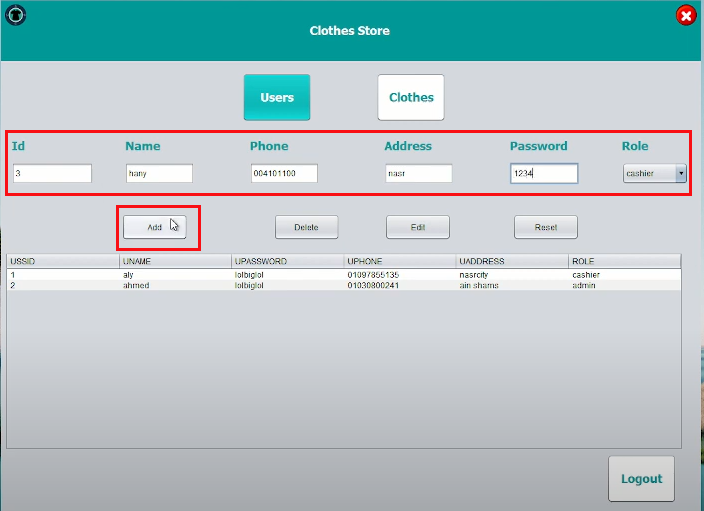 Clothes Store
Users Clothes
Id Name Phone Address Password Role
3 hany 004101100 nasr 1234 cashier
Add Delete Edit Reset
USSID UNAME UPASSWORD UPHONE UADDRESS ROLE
1 aly lolbiglol 01097855135 nasrcity cashier
2 ahmed lolbiglol 01030800241 ain shams admin
Logout